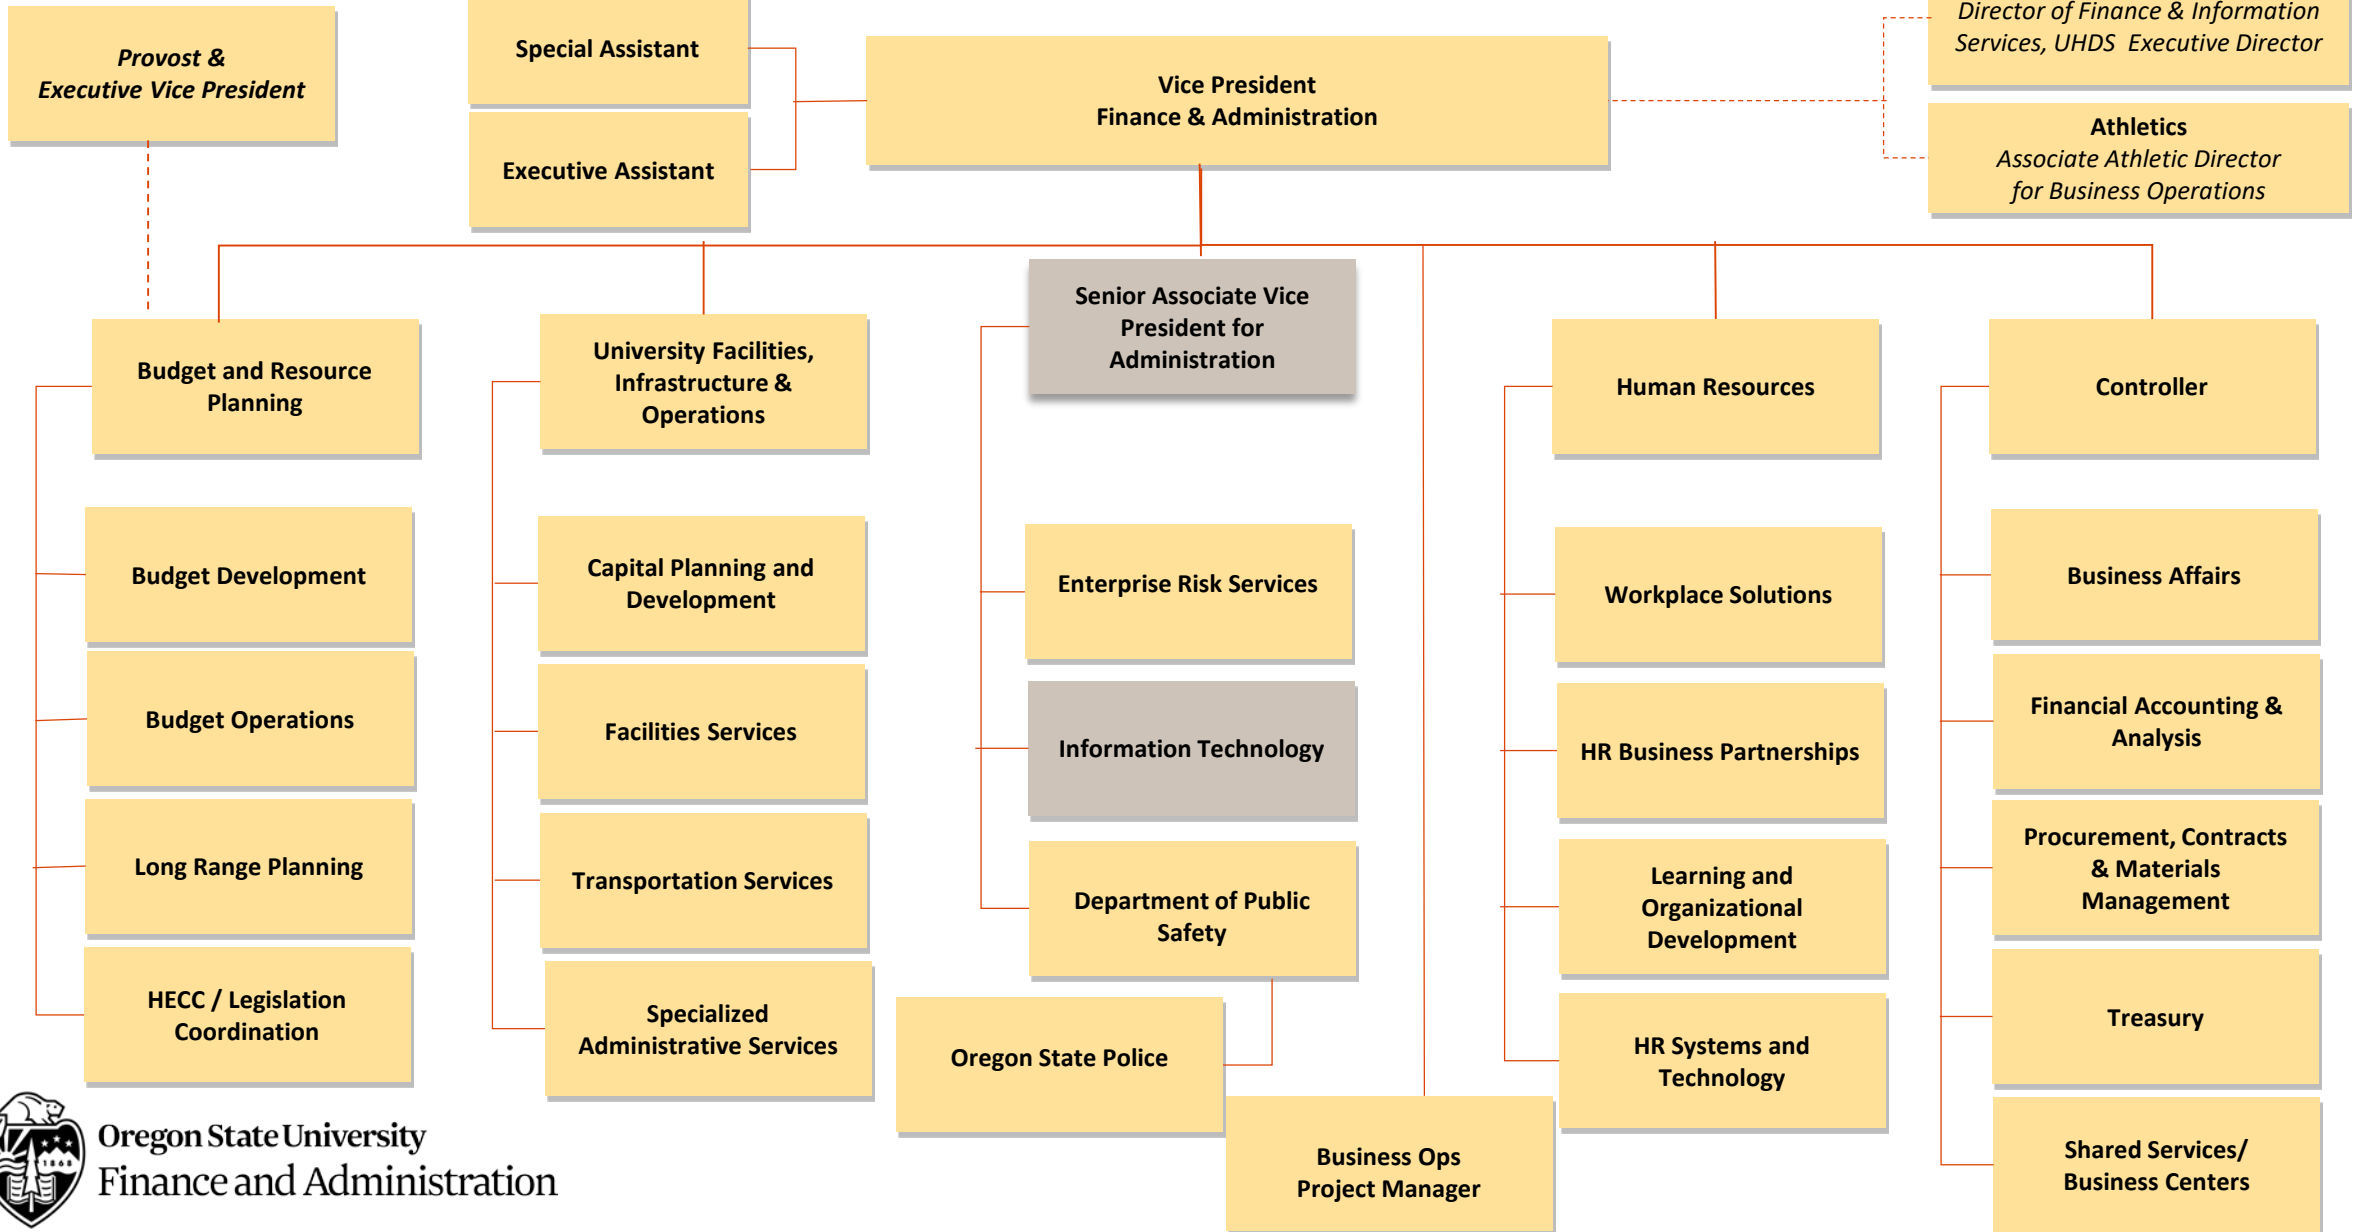 Provost &
Executive Vice President
Special Assistant
Executive Assistant
Vice President
Finance & Administration
Director of Finance & Information
Services, UHDS  Executive Director
Athletics
Associate Athletic Director
for Business Operations
Budget and Resource
Planning
Budget Development
Budget Operations
Long Range Planning
HECC / Legislation
Coordination
University Facilities,
Infrastructure &
Operations
Capital Planning and
Development
Facilities Services
Transportation Services
Specialized
Administrative Services
Senior Associate Vice
President for
Administration
Enterprise Risk Services
Information Technology
Department of Public
Safety
Oregon State Police
Business Ops
Project Manager
Human Resources
Workplace Solutions
HR Business Partnerships
Learning and
Organizational
Development
HR Systems and
Technology
Controller
Business Affairs
Financial Accounting &
Analysis
Procurement, Contracts
& Materials
Management
Treasury
Shared Services/
Business Centers
1868
Oregon State University
Finance and Administration